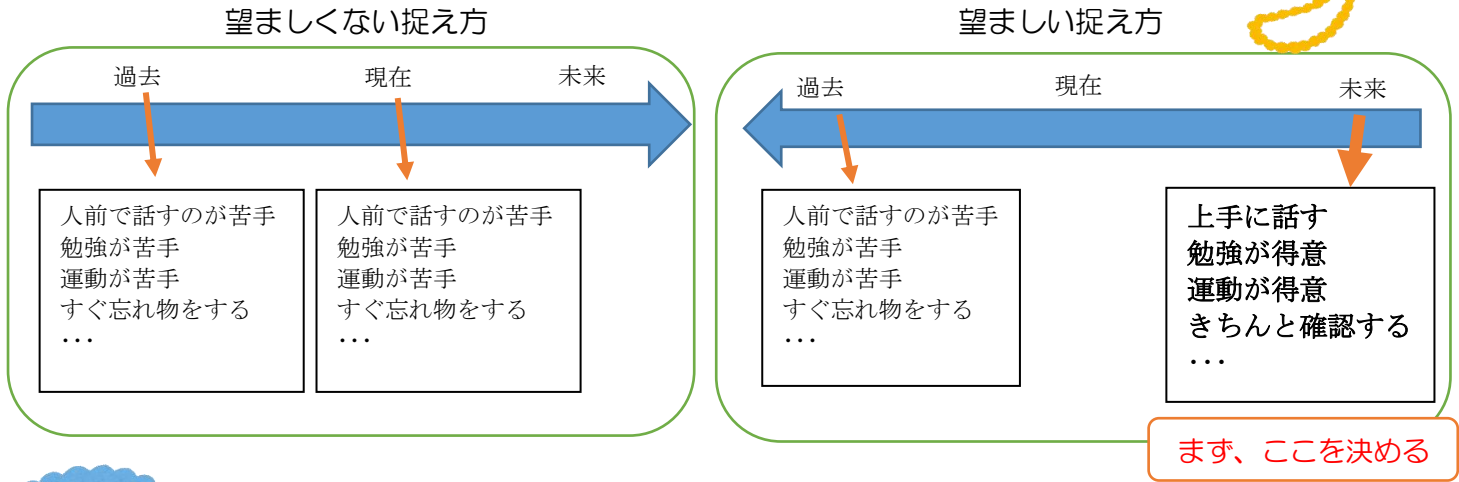 望ましくない捉え方
過去 現在 未来
人前で話すのが苦手
勉強が苦手
運動が苦手
すぐ忘れ物をする
･･･
人前で話すのが苦手
勉強が苦手
運動が苦手
すぐ忘れ物をする
･･･
望ましい捉え方
過去 現在 未来
人前で話すのが苦手
勉強が苦手
運動が苦手
すぐ忘れ物をする
･･･
上手に話す
勉強が得意
運動が得意
きちんと確認する
･･･
まず、ここを決める